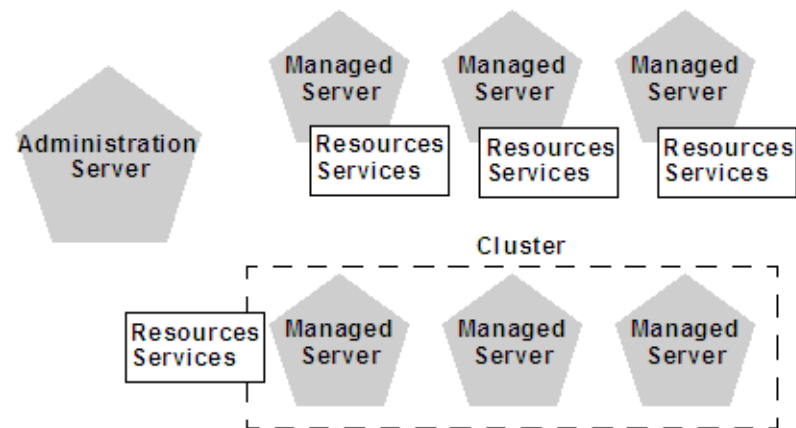 Managed
Server
Managed
Server
Managed
Server
Administration
Server
Resources
Services
Resources
Services
Resources
Services
Cluster
Resources
Services
Managed
Server
Managed
Server
Managed
Server